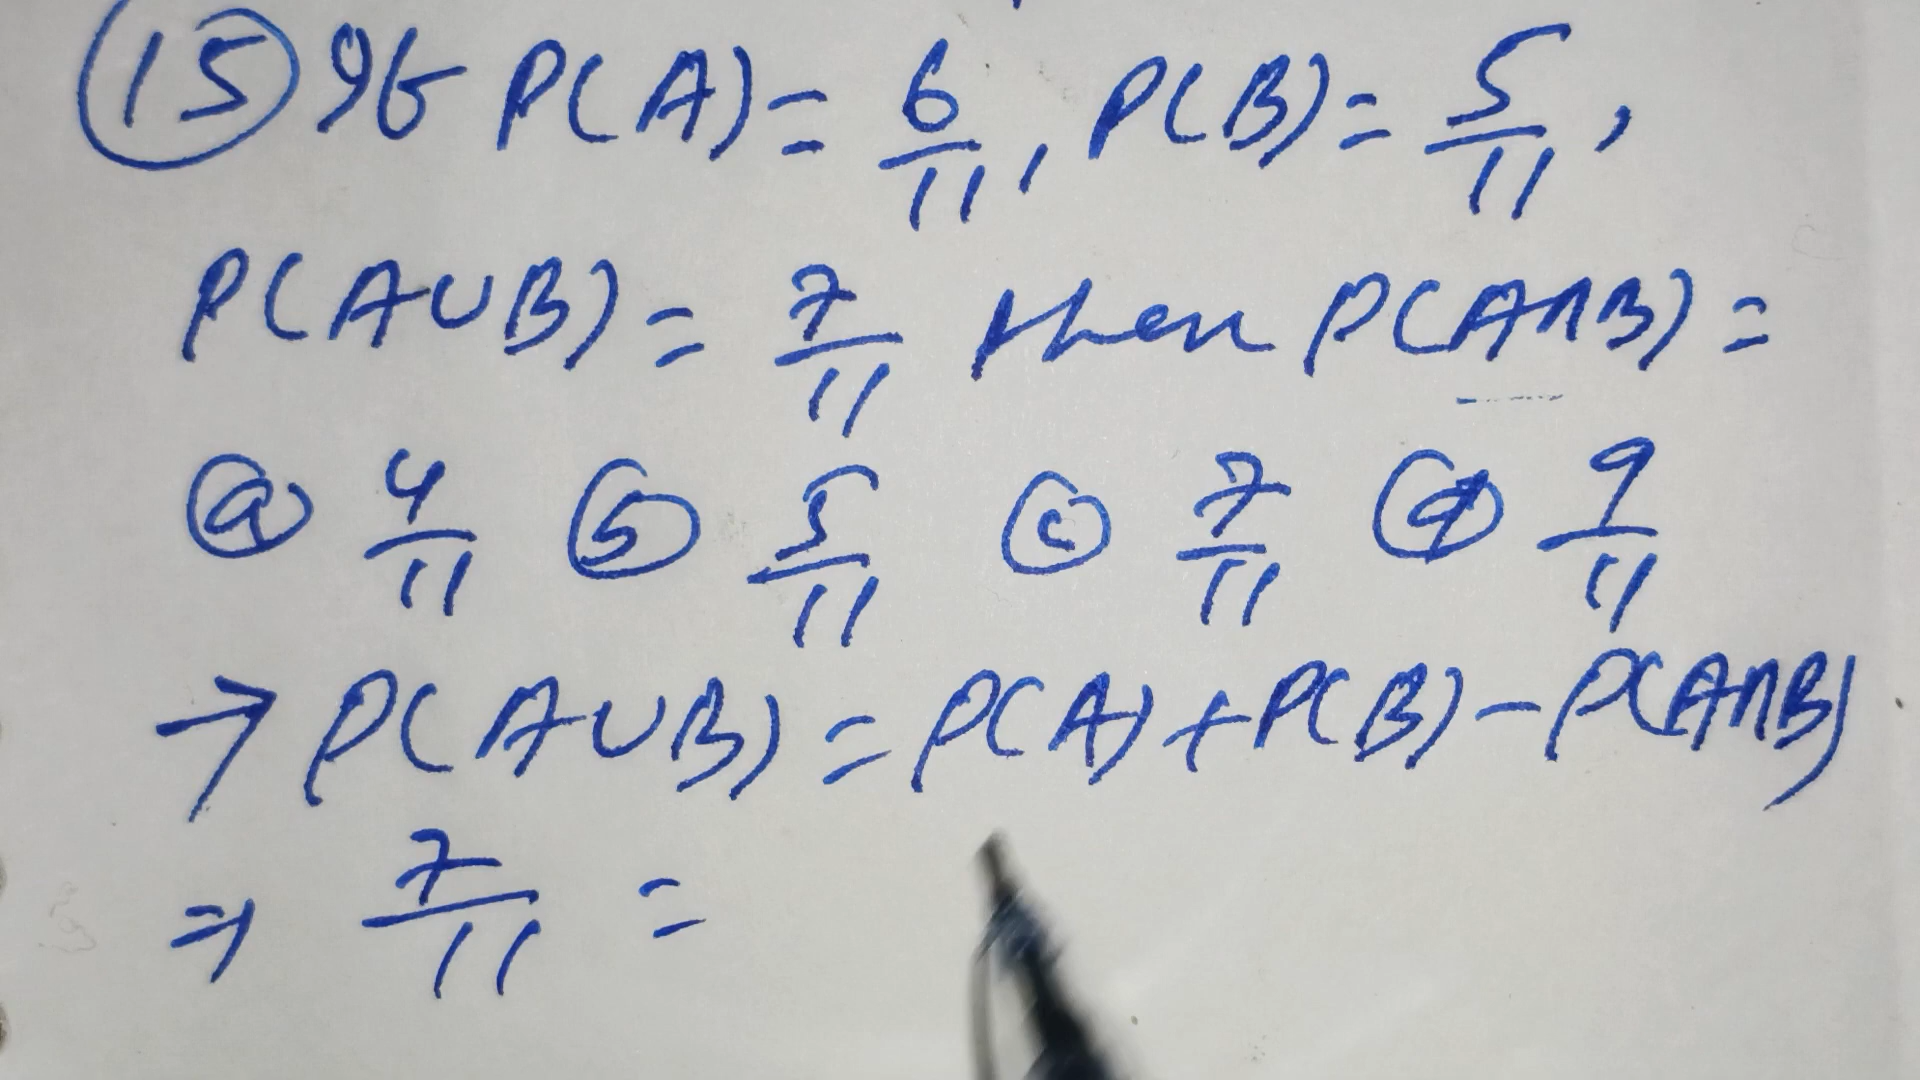 (15) If P(A) = 6/11, P(B) = 5/11,
P(A∪B) = 7/11 then P(A∩B) =
(a) 4/11 (b) 5/11 (c) 7/11 (d) 9/11
→ P(A∪B) = P(A) + P(B) - P(A∩B)
⇒ 7/11 =